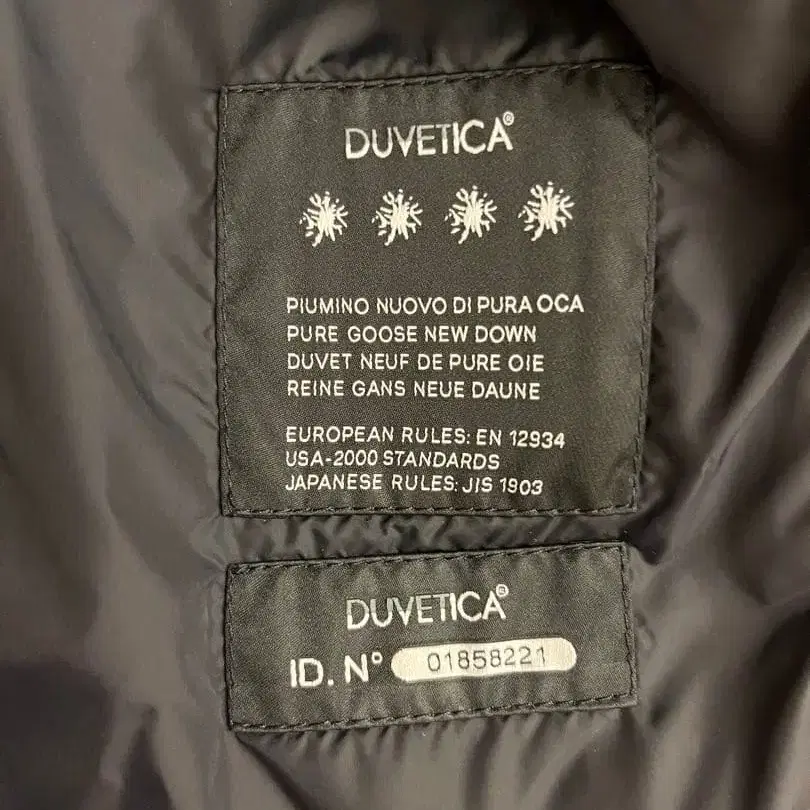 DUVETICA®
PIUMINO NUOVO DI PURA OCA
PURE GOOSE NEW DOWN
DUVET NEUF DE PURE OIE
REINE GANS NEUE DAUNE
EUROPEAN RULES: EN 12934
USA-2000 STANDARDS
JAPANESE RULES: JIS 1903
DUVETICA®
ID. N° 01858221